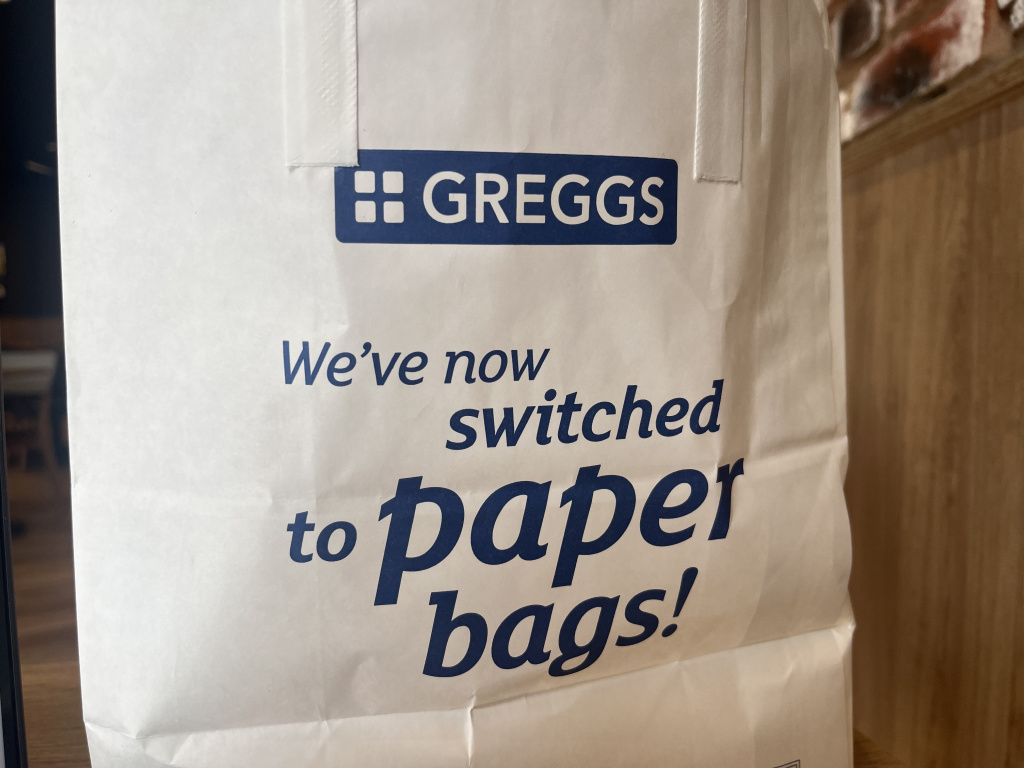 GREGGS
We've now
switched
to paper
bags!